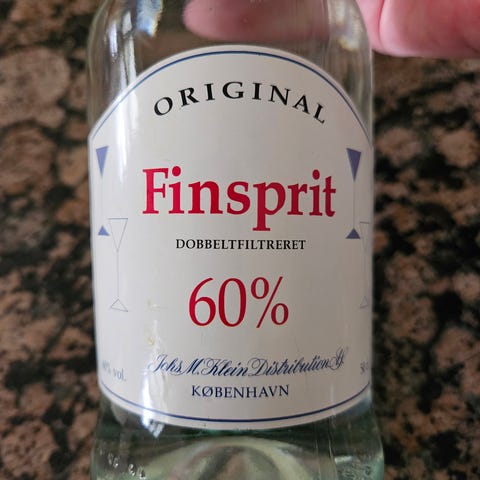 ORIGINAL
Finsprit
DOBBELTFILTRERET
60%
Johs M. Klein Distribution
KØBENHAVN
vol.